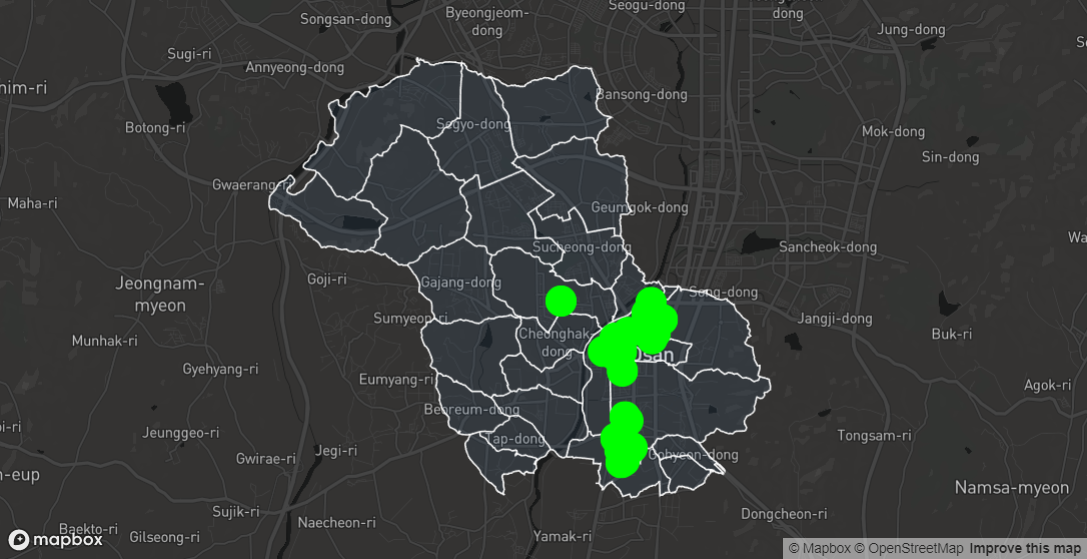 Songsan-dong
Byeongjeom-
dong
Seogu-dong
dong
Jung-dong
Sugi-ri
Annyeong-dong
him-ri
Bansong-dong
Botong-ri
Segyo-dong
Mok-dong
Sin-dong
Gwaerang-ri
Maha-ri
Geumgok-dong
Sucheong-dong
Sancheok-dong
Wa
Jeongnam-
myeon
Goji-ri
Gajang-dong
Song-dong
Sumyeon-ri
Jangji-dong
Munhak-ri
Cheonghak-
dong
Buk-ri
Osan
Gyehyang-ri
Eumyang-ri
Agok-ri
Beoreum-dong
oi-ri
Jeunggeo-ri
Tap-dong
Tongsam-ri
Gwirae-ri
Jegi-ri
Gohyeon-dong
n-eup
Namsa-myeon
Sujik-ri
Naecheon-ri
Dongcheon-ri
Baekto-ri
Gilseong-ri
Yamak-ri
mapbox
© Mapbox © OpenStreetMap Improve this map